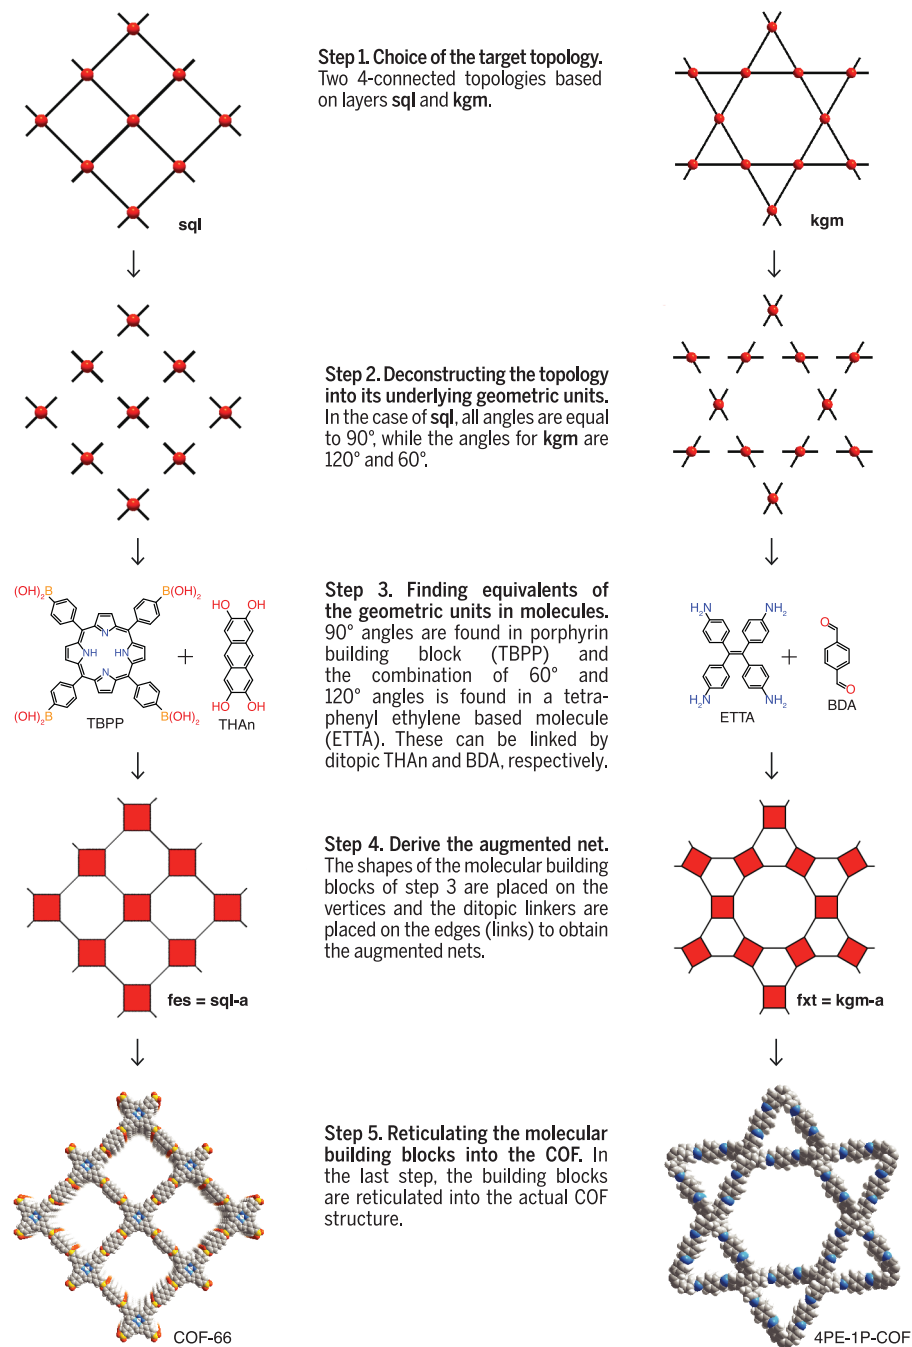 Step 1. Choice of the target topology.
Two 4-connected topologies based
on layers sql and kgm.
sql
kgm
Step 2. Deconstructing the topology
into its underlying geometric units.
In the case of sql, all angles are equal
to 90°, while the angles for kgm are
120° and 60°.
(OH)₂B
B(OH)₂
N
NH
HN
N
(OH)₂B
B(OH)₂
TBPP
+
HO
OH
HO
OH
THAn
Step 3. Finding equivalents of
the geometric units in molecules.
90° angles are found in porphyrin
building block (TBPP) and
the combination of 60° and
120° angles is found in a tetra-
phenyl ethylene based molecule
(ETTA). These can be linked by
ditopic THAn and BDA, respectively.
H₂N
NH₂
H₂N
NH₂
ETTA
+
O
O
BDA
Step 4. Derive the augmented net.
The shapes of the molecular building
blocks of step 3 are placed on the
vertices and the ditopic linkers are
placed on the edges (links) to obtain
the augmented nets.
fes = sql-a
fxt = kgm-a
Step 5. Reticulating the molecular
building blocks into the COF. In
the last step, the building blocks
are reticulated into the actual COF
structure.
COF-66
4PE-1P-COF